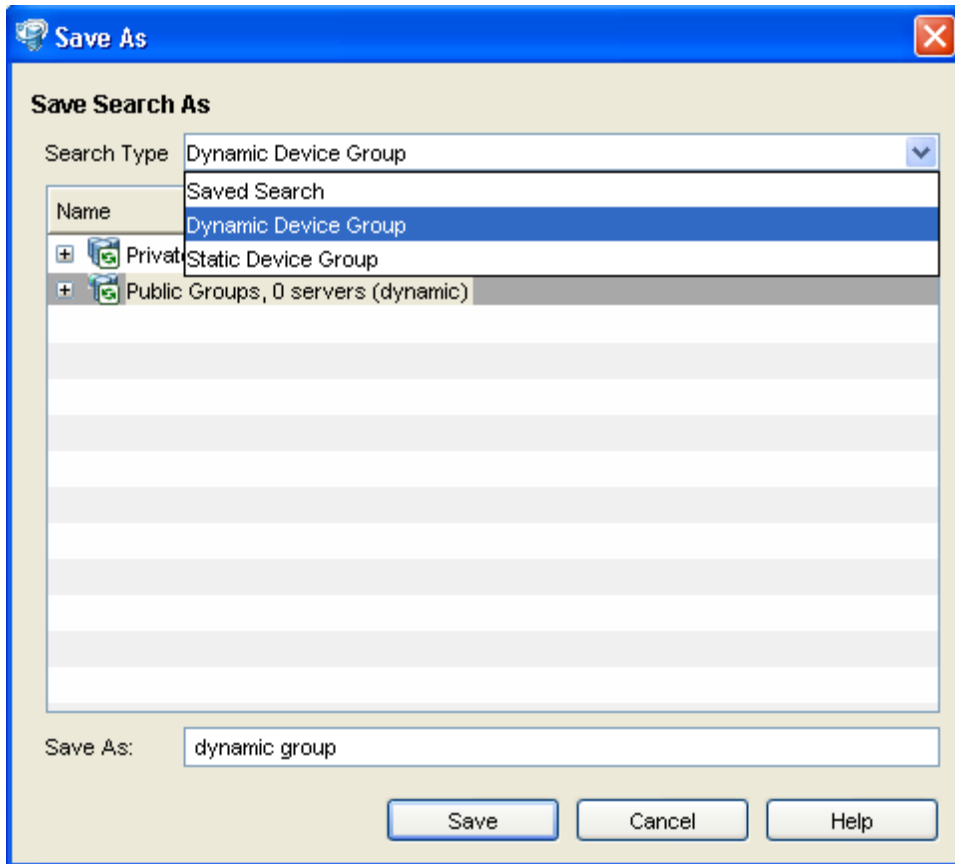 Save As
Save Search As
Search Type Dynamic Device Group
Saved Search
Name
Dynamic Device Group
Static Device Group
Public Groups, 0 servers (dynamic)
Save As: dynamic group
Save Cancel Help